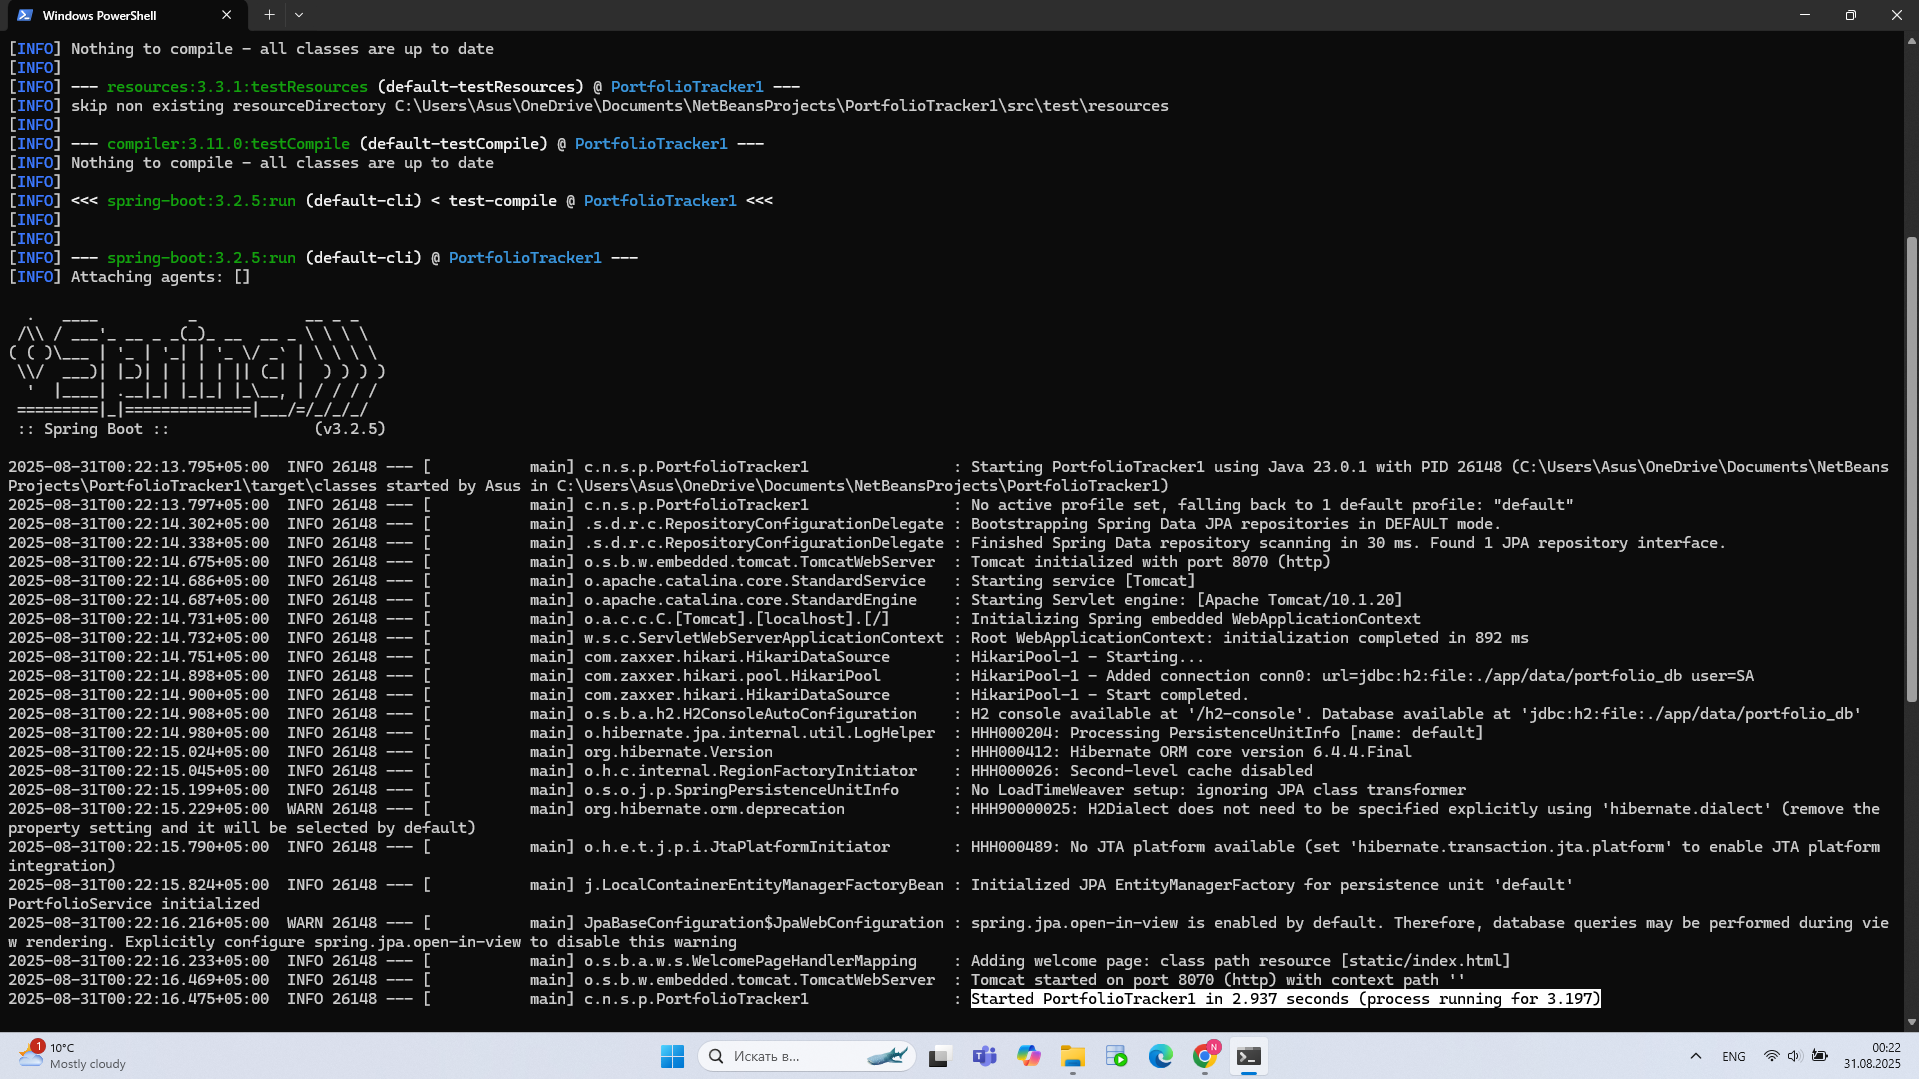 Windows PowerShell
[INFO] Nothing to compile - all classes are up to date
[INFO]
[INFO] --- resources:3.3.1:testResources (default-testResources) @ PortfolioTracker1 ---
[INFO] skip non existing resourceDirectory C:\Users\Asus\OneDrive\Documents\NetBeansProjects\PortfolioTracker1\src\test\resources
[INFO]
[INFO] --- compiler:3.11.0:testCompile (default-testCompile) @ PortfolioTracker1 ---
[INFO] Nothing to compile - all classes are up to date
[INFO]
[INFO] <<< spring-boot:3.2.5:run (default-cli) < test-compile @ PortfolioTracker1 <<<
[INFO]
[INFO]
[INFO] --- spring-boot:3.2.5:run (default-cli) @ PortfolioTracker1 ---
[INFO] Attaching agents: []
  .   ____          _            __ _ _
 /\\ / ___'_ __ _ _(_)_ __  __ _ \ \ \ \
( ( )\___ | '_ | '_| | '_ \/ _` | \ \ \ \
 \\/  ___)| |_)| | | | | || (_| |  ) ) ) )
  '  |____| .__|_| |_|_| |_\__, | / / / /
 =========|_|==============|___/=/_/_/_/
 :: Spring Boot ::                (v3.2.5)
2025-08-31T00:22:13.795+05:00  INFO 26148 --- [           main] c.n.s.p.PortfolioTracker1                : Starting PortfolioTracker1 using Java 23.0.1 with PID 26148 (C:\Users\Asus\OneDrive\Documents\NetBeans
Projects\PortfolioTracker1\target\classes started by Asus in C:\Users\Asus\OneDrive\Documents\NetBeansProjects\PortfolioTracker1)
2025-08-31T00:22:13.797+05:00  INFO 26148 --- [           main] c.n.s.p.PortfolioTracker1                : No active profile set, falling back to 1 default profile: "default"
2025-08-31T00:22:14.302+05:00  INFO 26148 --- [           main] .s.d.r.c.RepositoryConfigurationDelegate : Bootstrapping Spring Data JPA repositories in DEFAULT mode.
2025-08-31T00:22:14.338+05:00  INFO 26148 --- [           main] .s.d.r.c.RepositoryConfigurationDelegate : Finished Spring Data repository scanning in 30 ms. Found 1 JPA repository interface.
2025-08-31T00:22:14.675+05:00  INFO 26148 --- [           main] o.s.b.w.embedded.tomcat.TomcatWebServer  : Tomcat initialized with port 8070 (http)
2025-08-31T00:22:14.686+05:00  INFO 26148 --- [           main] o.apache.catalina.core.StandardService   : Starting service [Tomcat]
2025-08-31T00:22:14.687+05:00  INFO 26148 --- [           main] o.apache.catalina.core.StandardEngine    : Starting Servlet engine: [Apache Tomcat/10.1.20]
2025-08-31T00:22:14.731+05:00  INFO 26148 --- [           main] o.a.c.c.C.[Tomcat].[localhost].[/]       : Initializing Spring embedded WebApplicationContext
2025-08-31T00:22:14.732+05:00  INFO 26148 --- [           main] w.s.c.ServletWebServerApplicationContext : Root WebApplicationContext: initialization completed in 892 ms
2025-08-31T00:22:14.751+05:00  INFO 26148 --- [           main] com.zaxxer.hikari.HikariDataSource       : HikariPool-1 - Starting...
2025-08-31T00:22:14.898+05:00  INFO 26148 --- [           main] com.zaxxer.hikari.pool.HikariPool        : HikariPool-1 - Added connection conn0: url=jdbc:h2:file:./app/data/portfolio_db user=SA
2025-08-31T00:22:14.900+05:00  INFO 26148 --- [           main] com.zaxxer.hikari.HikariDataSource       : HikariPool-1 - Start completed.
2025-08-31T00:22:14.908+05:00  INFO 26148 --- [           main] o.s.b.a.h2.H2ConsoleAutoConfiguration    : H2 console available at '/h2-console'. Database available at 'jdbc:h2:file:./app/data/portfolio_db'
2025-08-31T00:22:14.980+05:00  INFO 26148 --- [           main] o.hibernate.jpa.internal.util.LogHelper  : HHH000204: Processing PersistenceUnitInfo [name: default]
2025-08-31T00:22:15.024+05:00  INFO 26148 --- [           main] org.hibernate.Version                    : HHH000412: Hibernate ORM core version 6.4.4.Final
2025-08-31T00:22:15.045+05:00  INFO 26148 --- [           main] o.h.c.internal.RegionFactoryInitiator    : HHH000026: Second-level cache disabled
2025-08-31T00:22:15.199+05:00  INFO 26148 --- [           main] o.s.o.j.p.SpringPersistenceUnitInfo      : No LoadTimeWeaver setup: ignoring JPA class transformer
2025-08-31T00:22:15.229+05:00  WARN 26148 --- [           main] org.hibernate.orm.deprecation            : HHH90000025: H2Dialect does not need to be specified explicitly using 'hibernate.dialect' (remove the
property setting and it will be selected by default)
2025-08-31T00:22:15.790+05:00  INFO 26148 --- [           main] o.h.e.t.j.p.i.JtaPlatformInitiator       : HHH000489: No JTA platform available (set 'hibernate.transaction.jta.platform' to enable JTA platform
integration)
2025-08-31T00:22:15.824+05:00  INFO 26148 --- [           main] j.LocalContainerEntityManagerFactoryBean : Initialized JPA EntityManagerFactory for persistence unit 'default'
PortfolioService initialized
2025-08-31T00:22:16.216+05:00  WARN 26148 --- [           main] JpaBaseConfiguration$JpaWebConfiguration : spring.jpa.open-in-view is enabled by default. Therefore, database queries may be performed during vie
w rendering. Explicitly configure spring.jpa.open-in-view to disable this warning
2025-08-31T00:22:16.233+05:00  INFO 26148 --- [           main] o.s.b.a.w.s.WelcomePageHandlerMapping    : Adding welcome page: class path resource [static/index.html]
2025-08-31T00:22:16.469+05:00  INFO 26148 --- [           main] o.s.b.w.embedded.tomcat.TomcatWebServer  : Tomcat started on port 8070 (http) with context path ''
2025-08-31T00:22:16.475+05:00  INFO 26148 --- [           main] c.n.s.p.PortfolioTracker1                : Started PortfolioTracker1 in 2.937 seconds (process running for 3.197)
1
10°C
Mostly cloudy
Искать в...
N
ENG
00:22
31.08.2025